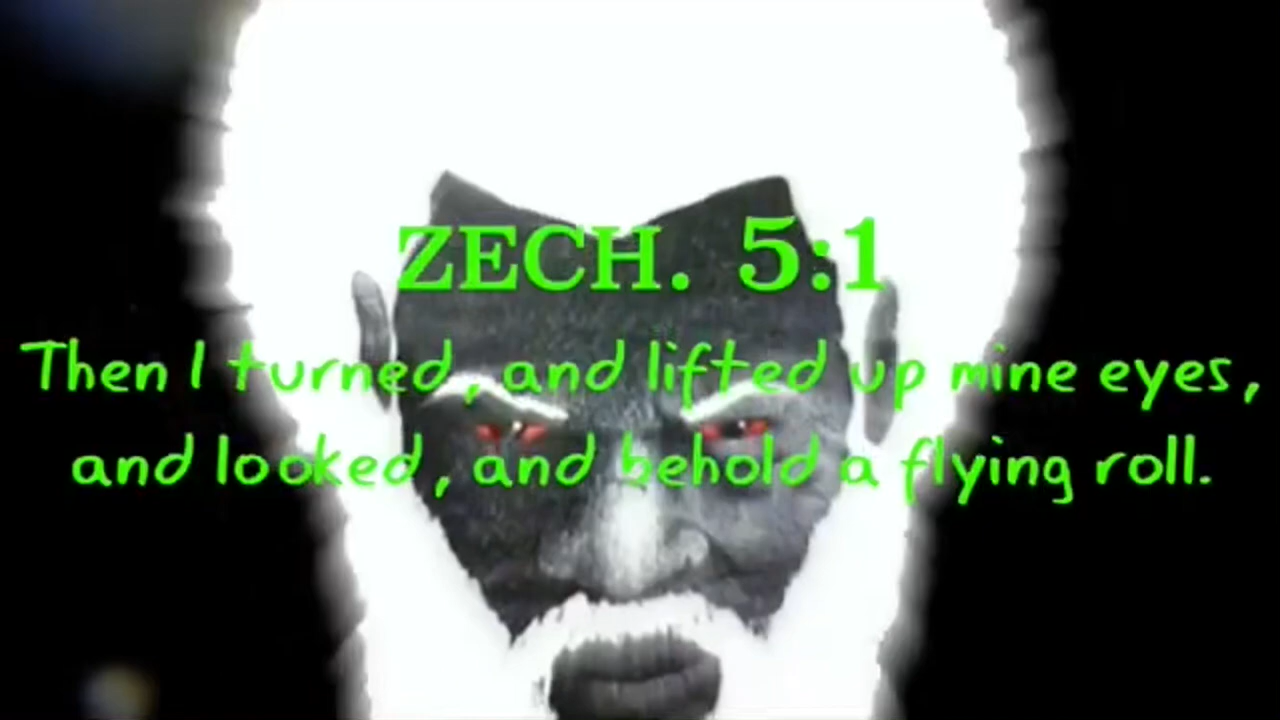 ZECH. 5:1
Then I turned, and lifted up mine eyes,
and looked, and behold a flying roll.